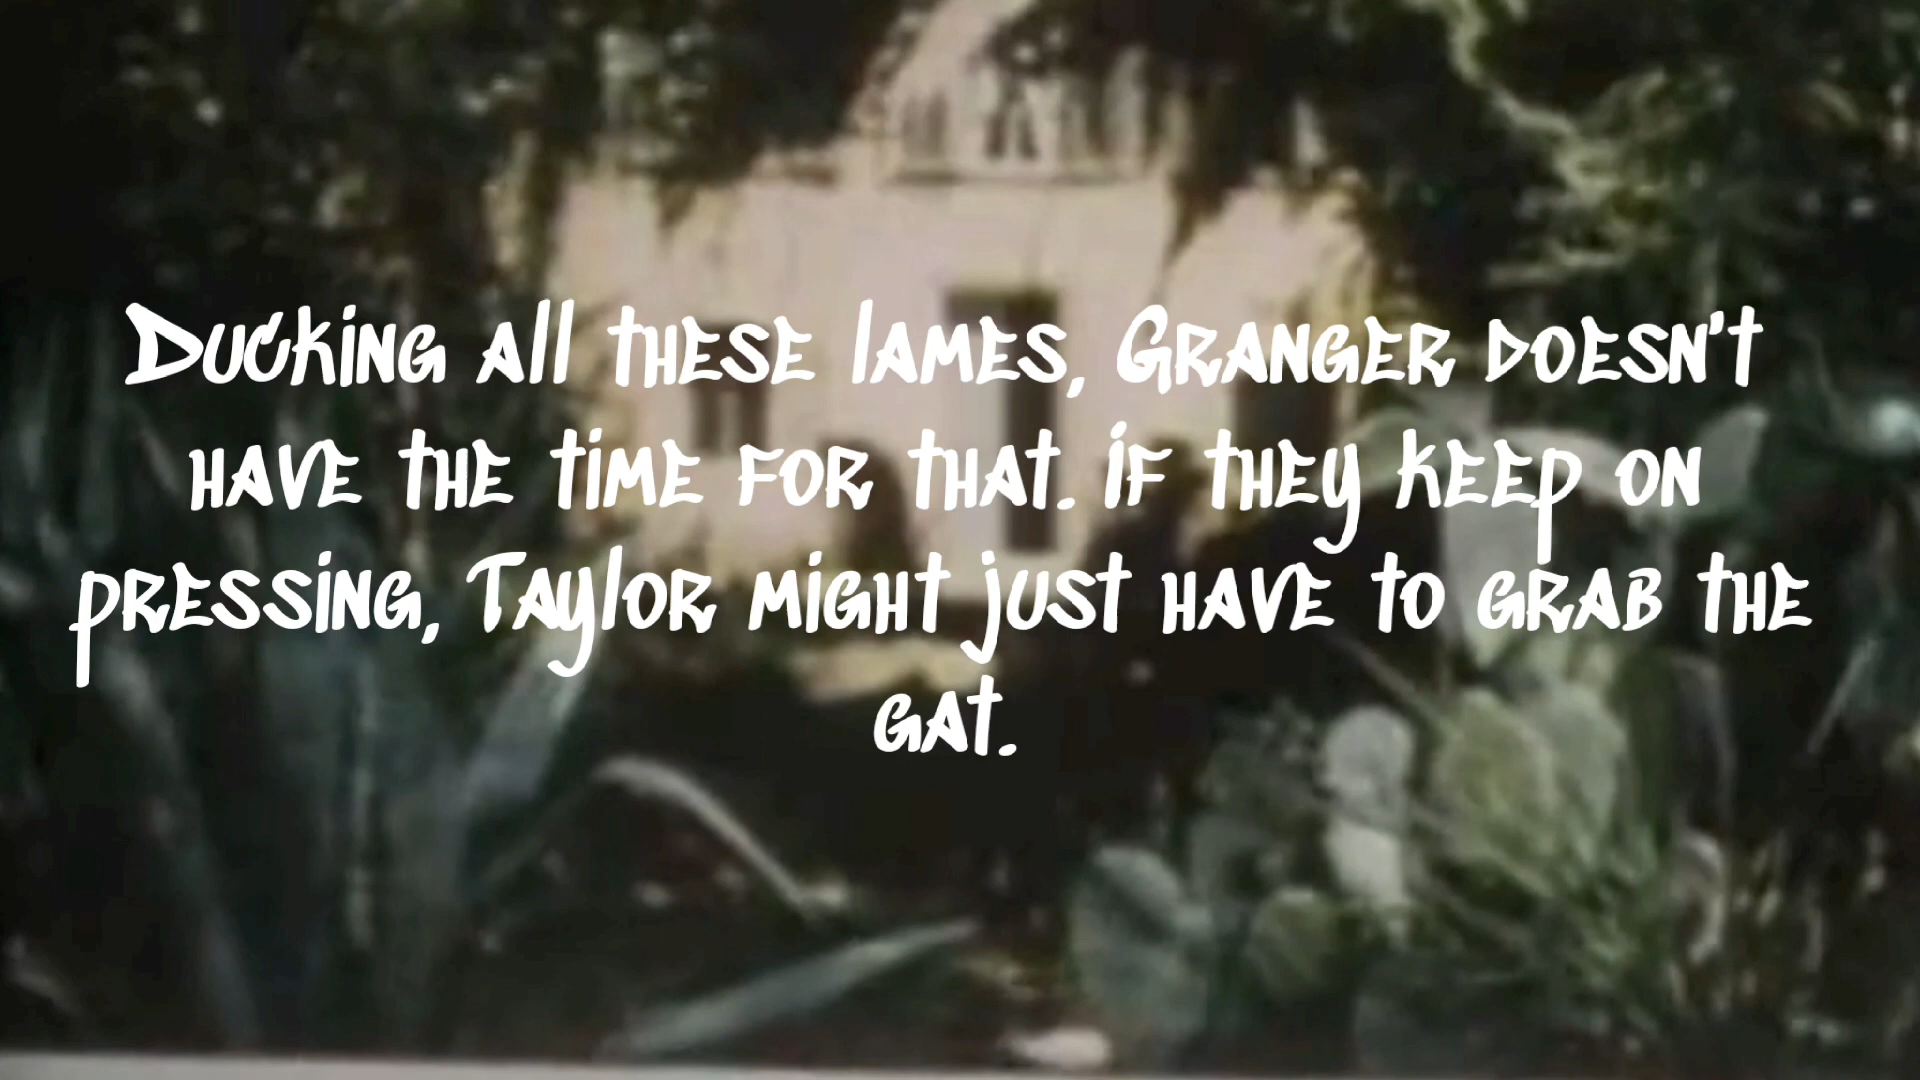 Ducking all these lames, Granger doesn't
have the time for that. if they keep on
pressing, Taylor might just have to grab the
gat.